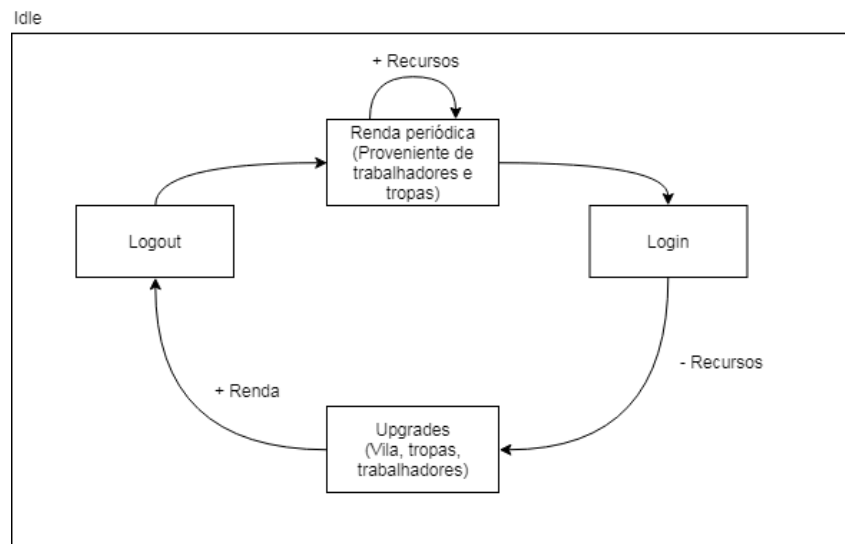 Idle
+ Recursos
Renda periódica
(Proveniente de
trabalhadores e
tropas)
Logout
Login
- Recursos
+ Renda
Upgrades
(Vila, tropas,
trabalhadores)